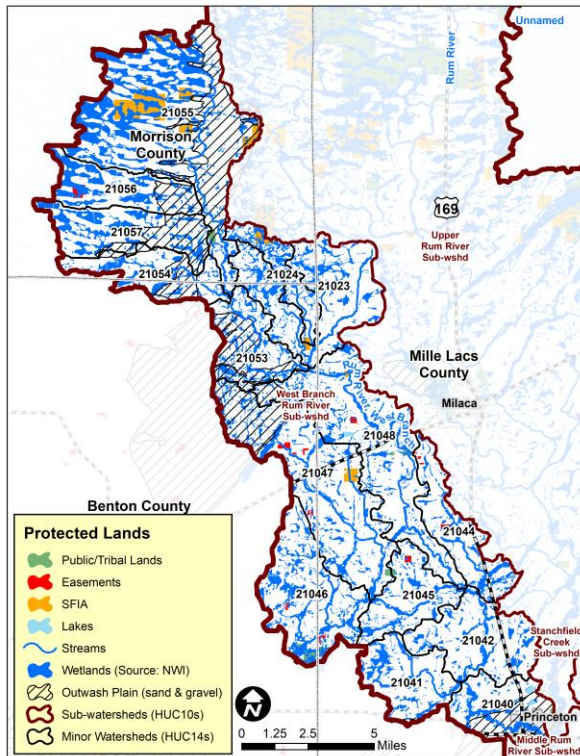 Unnamed
Rum River
21055
Morrison
County
21056
169
21057
Upper
Rum River
Sub-wshd
21054
21024
21023
21053
Mille Lacs
County
Rum River West Branch
West Branch
Rum River
Sub-wshd
Milaca
21048
21047
Benton County
21044
21046
21045
Stanchfield
Creek
Sub-wshd
21042
21041
21040
Princeton
Middle Rum
River Sub-wshd
Protected Lands
Public/Tribal Lands
Easements
SFIA
Lakes
Streams
Wetlands (Source: NWI)
Outwash Plain (sand & gravel)
Sub-watersheds (HUC10s)
Minor Watersheds (HUC14s)
N
0 1.25 2.5 5
Miles